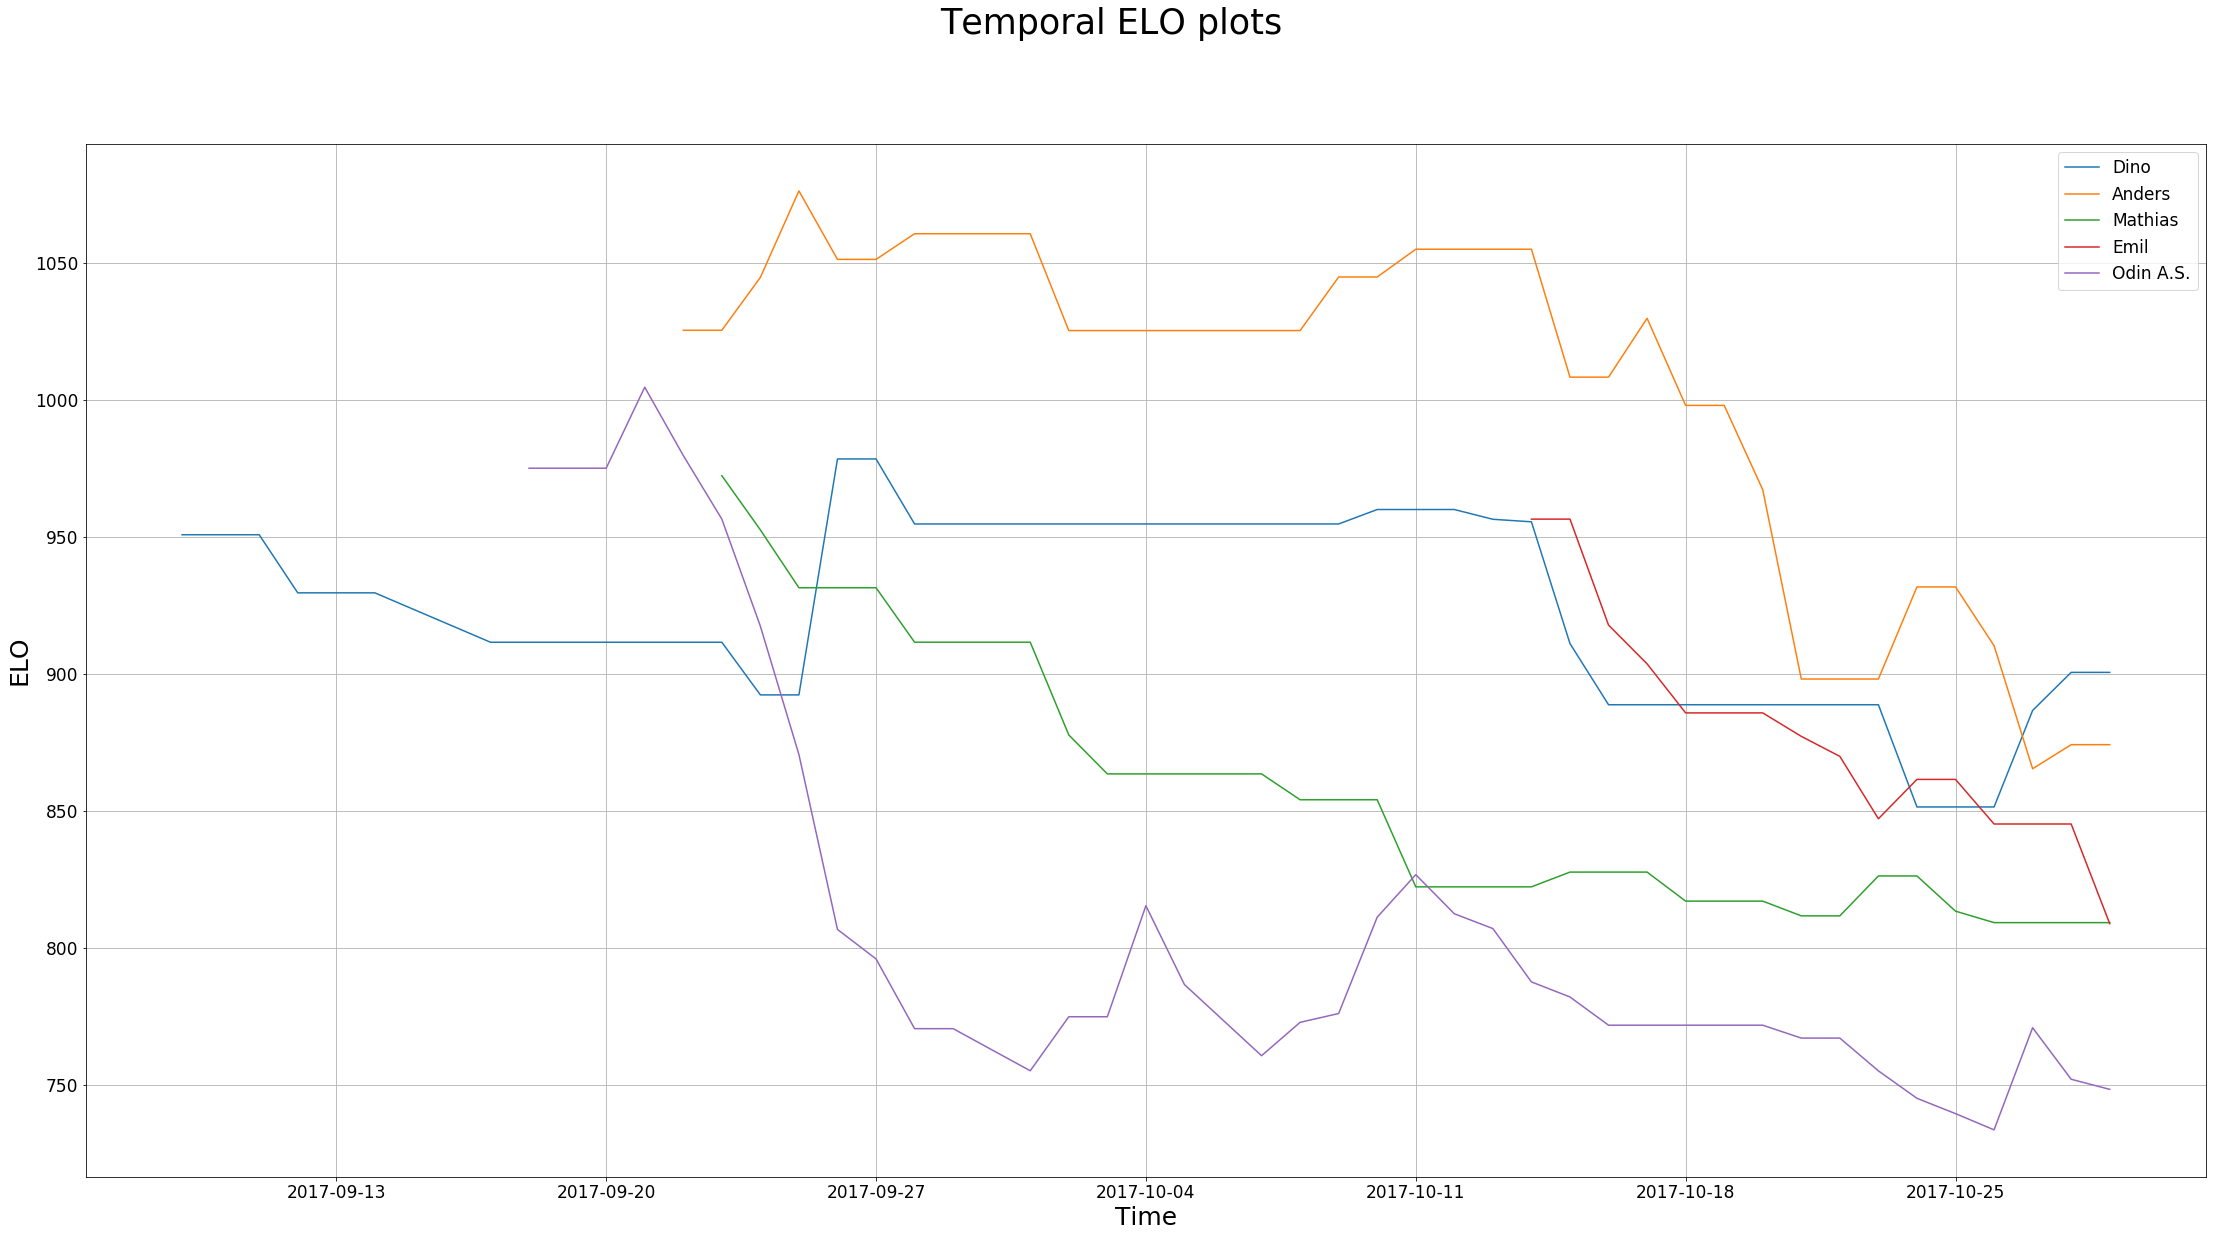 Temporal ELO plots
Dino
Anders
Mathias
Emil
Odin A.S.
1050
1000
950
900
850
800
750
ELO
2017-09-13
2017-09-20
2017-09-27
2017-10-04
2017-10-11
2017-10-18
2017-10-25
Time